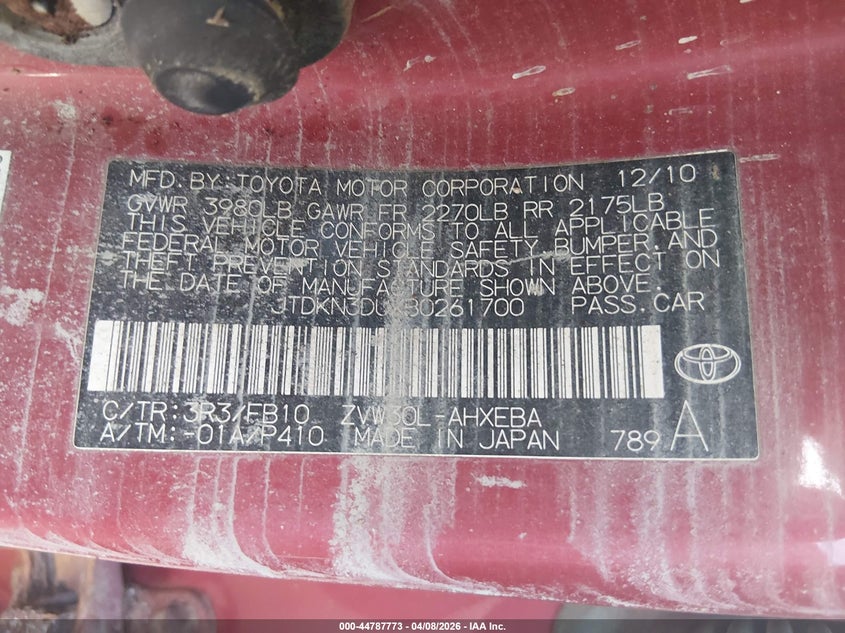 MFD. BY: TOYOTA MOTOR CORPORATION 12/10
GVWR 3980LB GAWR FR 2270LB RR 2175LB
THIS VEHICLE CONFORMS TO ALL APPLICABLE
FEDERAL MOTOR VEHICLE SAFETY, BUMPER, AND
THEFT PREVENTION STANDARDS IN EFFECT ON
THE DATE OF MANUFACTURE SHOWN ABOVE.
PASS. CAR
C/TR: 3R3/FB10 ZVW30L-AHXEBA
A/TM: -01A/P410 MADE IN JAPAN 789 A
000-44787773 - 04/08/2026 - IAA Inc.